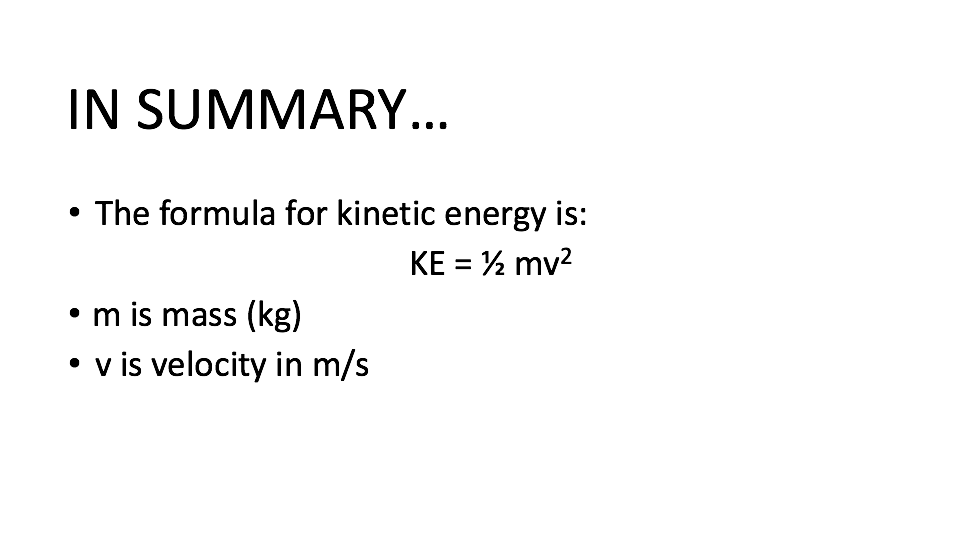 IN SUMMARY…
• The formula for kinetic energy is:
KE = ½ mv²
• m is mass (kg)
• v is velocity in m/s